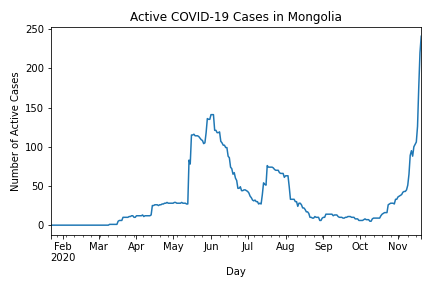 Active COVID-19 Cases in Mongolia
Number of Active Cases
250
200
150
100
50
0
Feb Mar Apr May Jun Jul Aug Sep Oct Nov
2020
Day